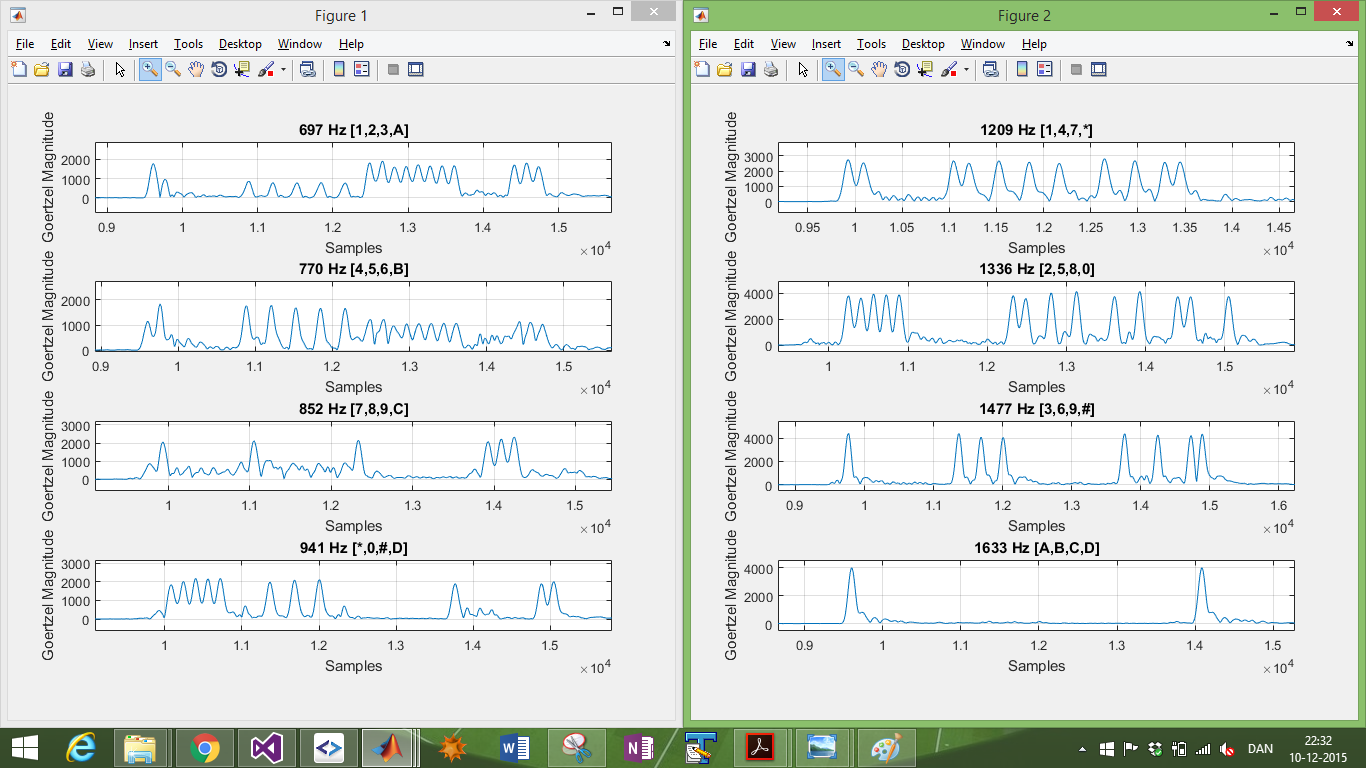 Figure 1
File Edit View Insert Tools Desktop Window Help
697 Hz [1,2,3,A]
Goertzel Magnitude
2000
1000
0
0.9 1 1.1 1.2 1.3 1.4 1.5
Samples
×10^4
770 Hz [4,5,6,B]
Goertzel Magnitude
2000
1000
0
0.9 1 1.1 1.2 1.3 1.4 1.5
Samples
×10^4
852 Hz [7,8,9,C]
Goertzel Magnitude
3000
2000
1000
0
1 1.1 1.2 1.3 1.4 1.5
Samples
×10^4
941 Hz [*,0,#,D]
Goertzel Magnitude
3000
2000
1000
0
1 1.1 1.2 1.3 1.4 1.5
Samples
×10^4
Figure 2
File Edit View Insert Tools Desktop Window Help
1209 Hz [1,4,7,*]
Goertzel Magnitude
3000
2000
1000
0
0.95 1 1.05 1.1 1.15 1.2 1.25 1.3 1.35 1.4 1.45
Samples
×10^4
1336 Hz [2,5,8,0]
Goertzel Magnitude
4000
2000
0
1 1.1 1.2 1.3 1.4 1.5
Samples
×10^4
1477 Hz [3,6,9,#]
Goertzel Magnitude
4000
2000
0
0.9 1 1.1 1.2 1.3 1.4 1.5 1.6
Samples
×10^4
1633 Hz [A,B,C,D]
Goertzel Magnitude
4000
2000
0
0.9 1 1.1 1.2 1.3 1.4 1.5
Samples
×10^4
DAN
22:32
10-12-2015